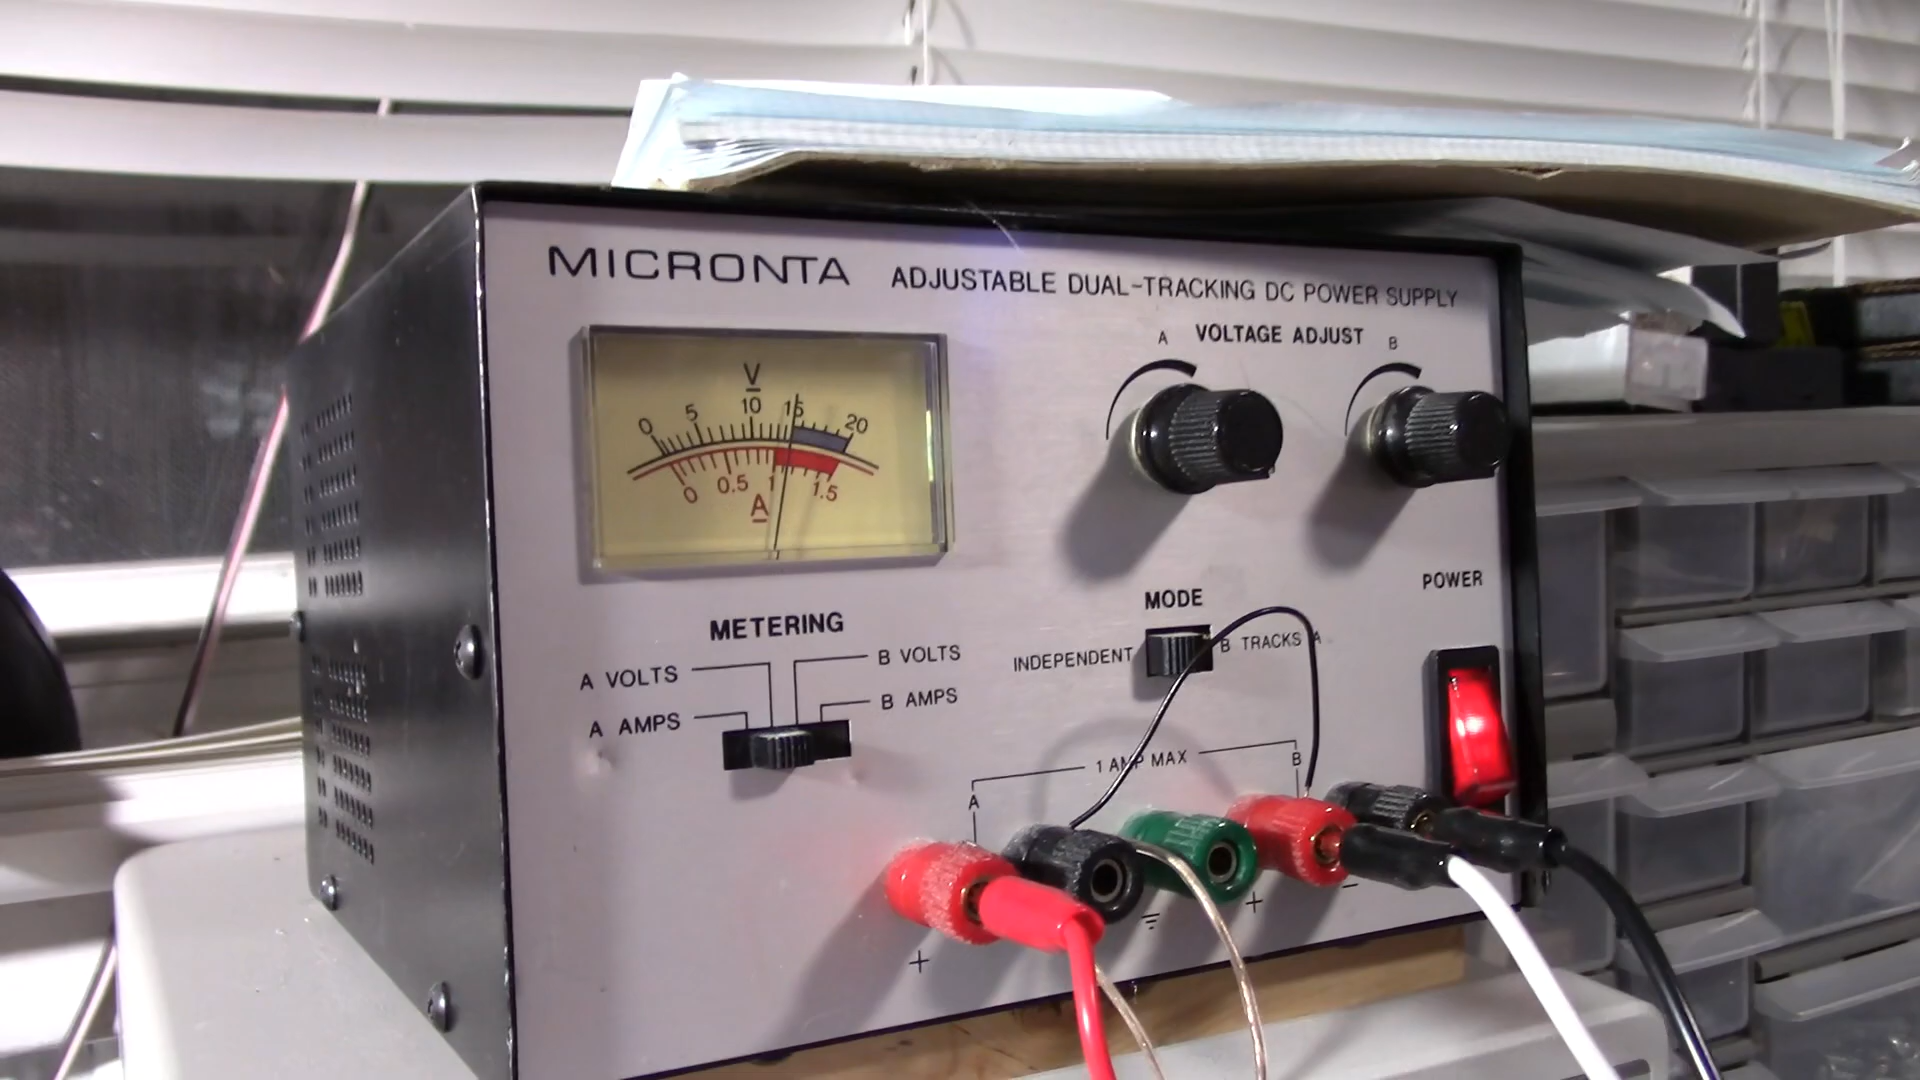 MICRONTA ADJUSTABLE DUAL-TRACKING DC POWER SUPPLY
A VOLTAGE ADJUST B
V
0 5 10 15 20
0 0.5 1 1.5
A
METERING
A VOLTS B VOLTS
A AMPS B AMPS
MODE
INDEPENDENT B TRACKS A
POWER
1 AMP MAX
A B
+ + −